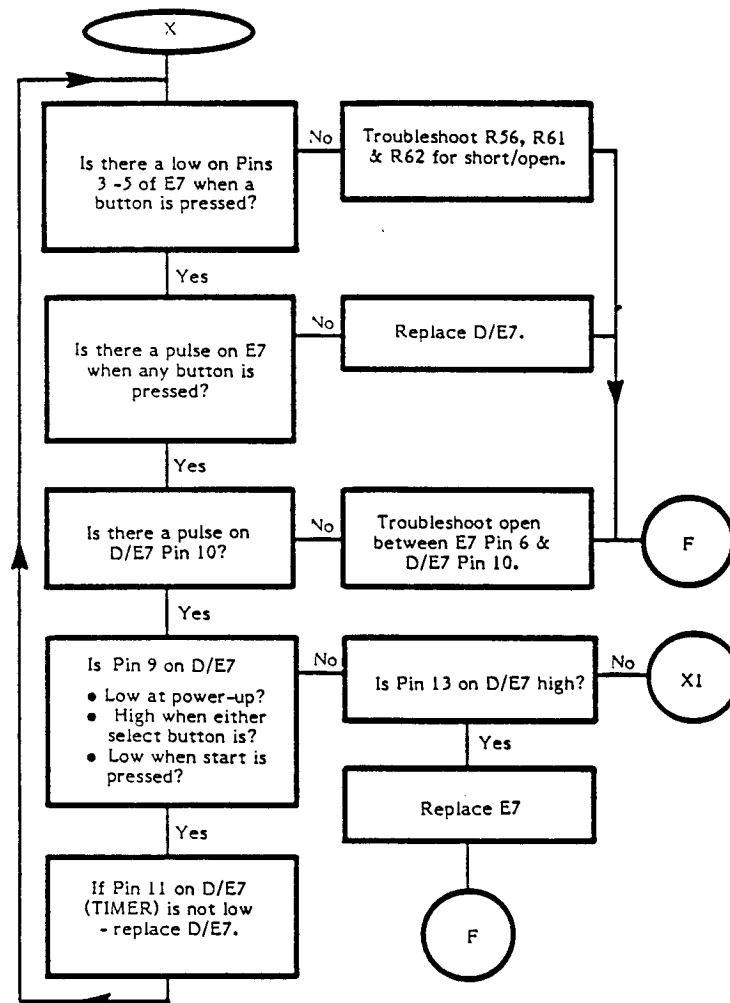 X
Is there a low on Pins
3 -5 of E7 when a
button is pressed?
No
Troubleshoot R56, R61
& R62 for short/open.
Yes
Is there a pulse on E7
when any button is
pressed?
No
Replace D/E7.
Yes
Is there a pulse on
D/E7 Pin 10?
No
Troubleshoot open
between E7 Pin 6 &
D/E7 Pin 10.
F
Yes
Is Pin 9 on D/E7
• Low at power-up?
• High when either
select button is?
• Low when start is
pressed?
No
Is Pin 13 on D/E7 high?
No
X1
Yes
Replace E7
F
Yes
If Pin 11 on D/E7
(TIMER) is not low
- replace D/E7.